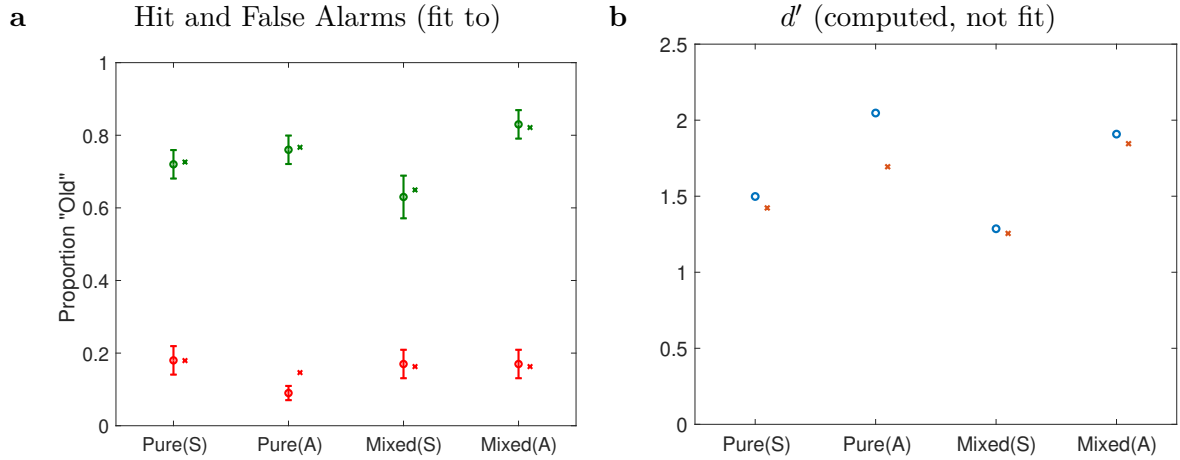 a Hit and False Alarms (fit to)
Proportion "Old"
1
0.8
0.6
0.4
0.2
0
Pure(S) Pure(A) Mixed(S) Mixed(A)
b d′ (computed, not fit)
2.5
2
1.5
1
0.5
0
Pure(S) Pure(A) Mixed(S) Mixed(A)